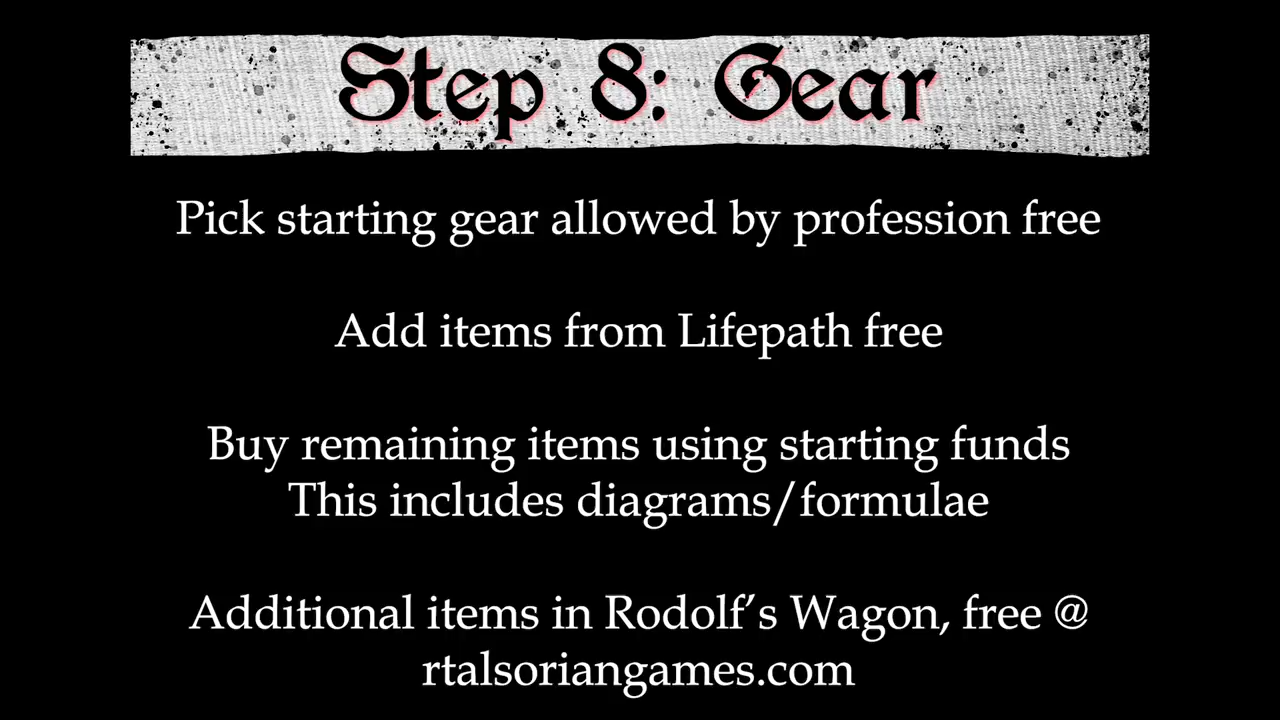 Step 8: Gear
Pick starting gear allowed by profession free
Add items from Lifepath free
Buy remaining items using starting funds
This includes diagrams/formulae
Additional items in Rodolf’s Wagon, free @
rtalsoriangames.com